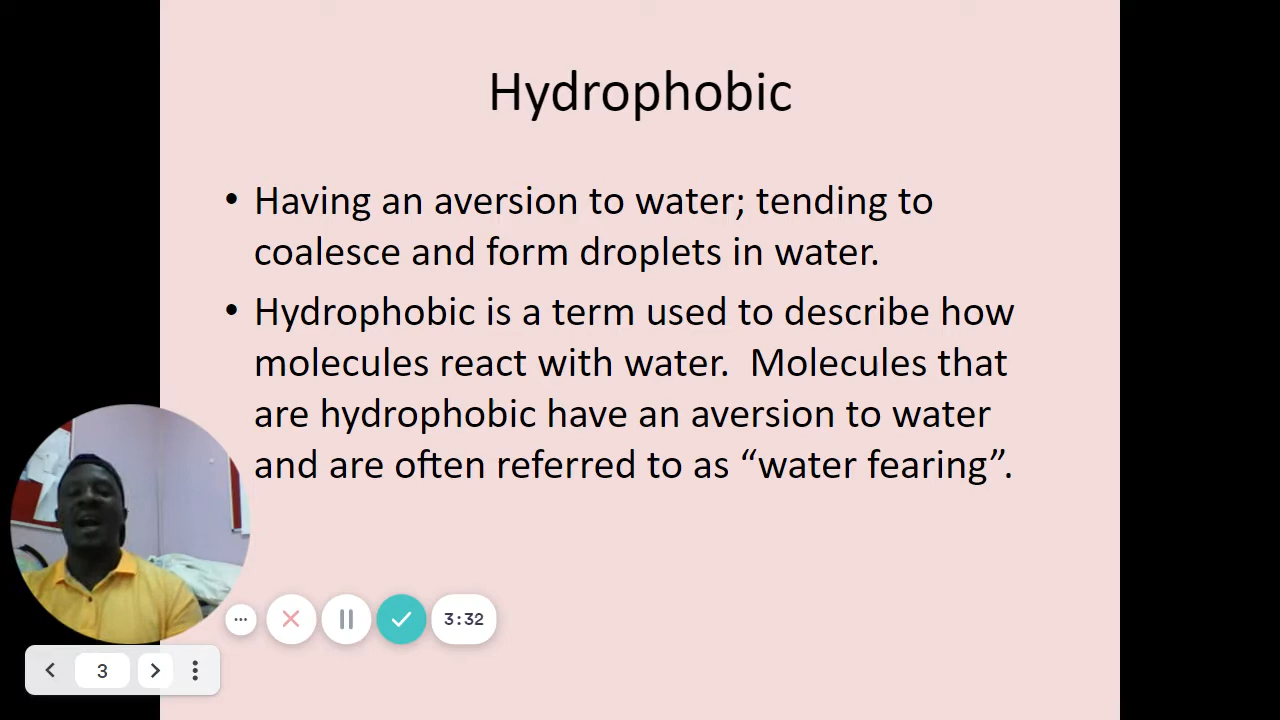 Hydrophobic
• Having an aversion to water; tending to
coalesce and form droplets in water.
• Hydrophobic is a term used to describe how
molecules react with water.  Molecules that
are hydrophobic have an aversion to water
and are often referred to as “water fearing”.
3:32
3